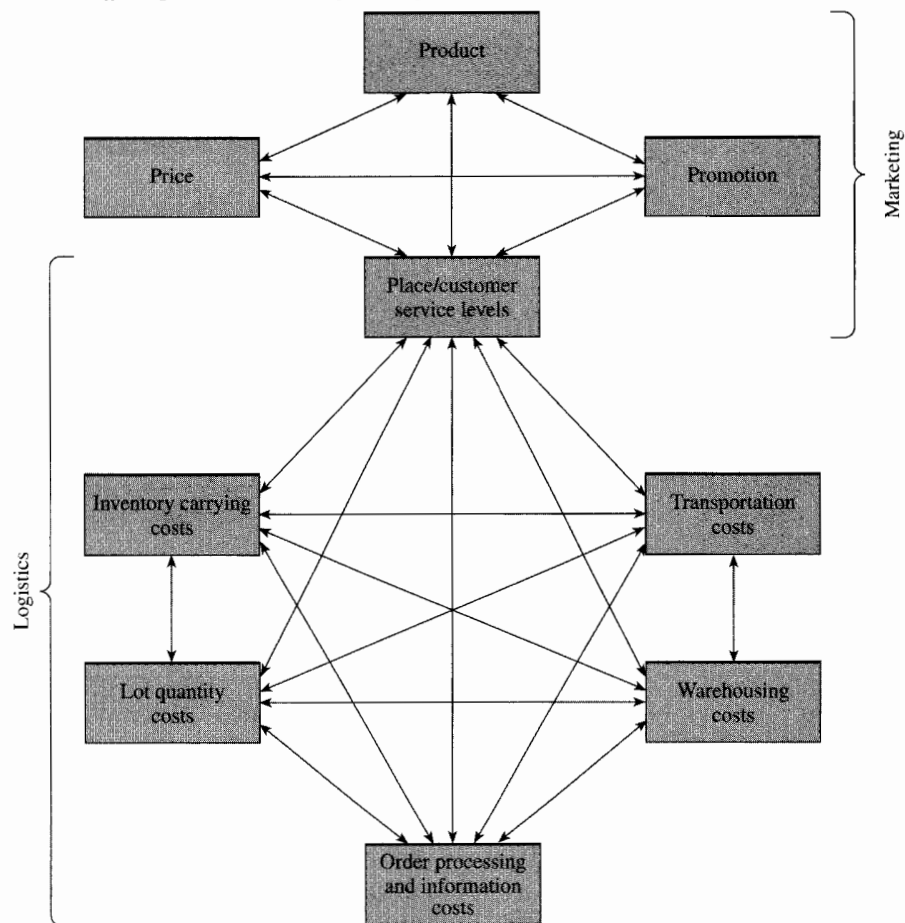 Product
Price
Promotion
Marketing
Place/customer
service levels
Inventory carrying
costs
Transportation
costs
Logistics
Lot quantity
costs
Warehousing
costs
Order processing
and information
costs